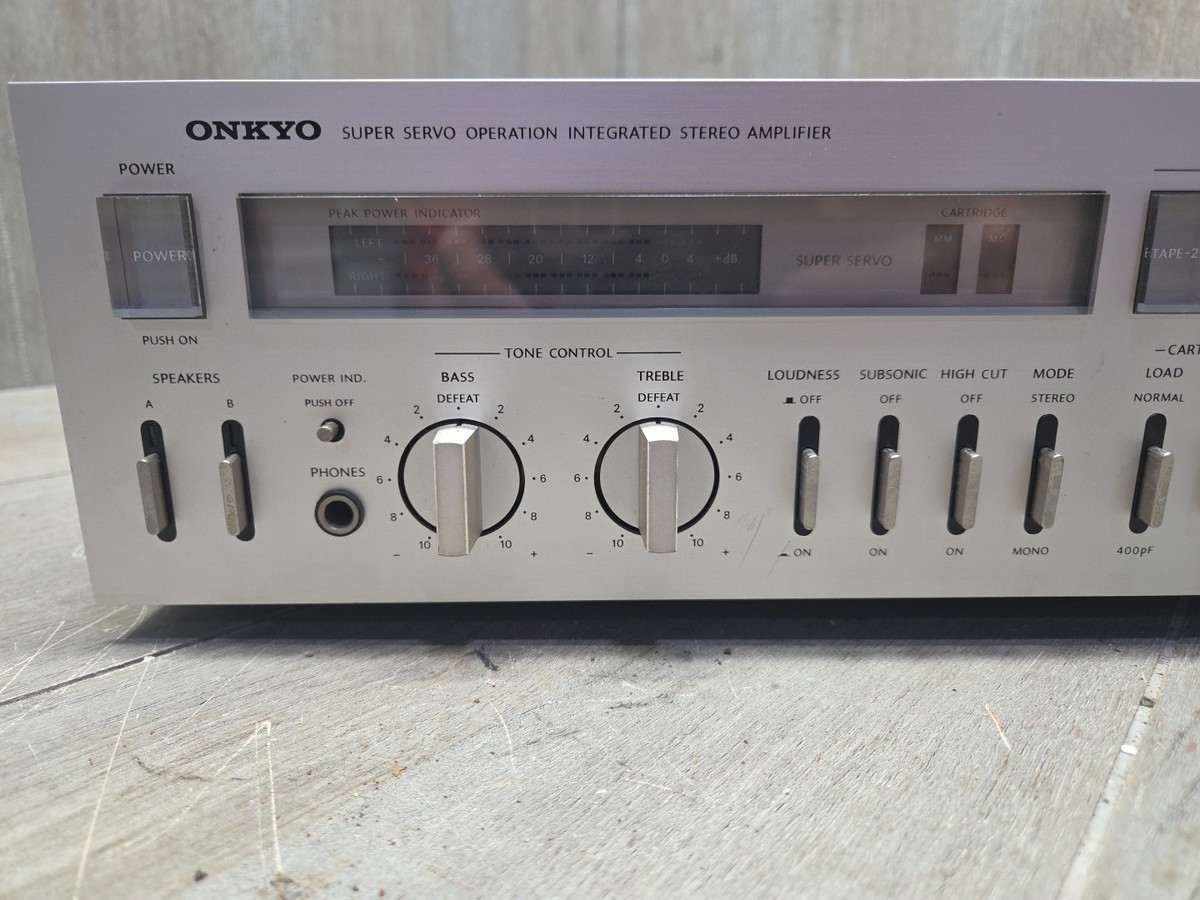 ONKYO SUPER SERVO OPERATION INTEGRATED STEREO AMPLIFIER
POWER
PEAK POWER INDICATOR
CARTRIDGE
LEFT
MM
MC
POWER
- 36 28 20 12 4 0 4 +dB
SUPER SERVO
TAPE-2
RIGHT
PUSH ON
TONE CONTROL
SPEAKERS
A
B
POWER IND.
PUSH OFF
PHONES
BASS
DEFEAT
2 2
4 4
6 6
8 8
10 10
- +
TREBLE
DEFEAT
2 2
4 4
6 6
8 8
10 10
- +
LOUDNESS
OFF
ON
SUBSONIC
OFF
ON
HIGH CUT
OFF
ON
MODE
STEREO
MONO
CART
LOAD
NORMAL
400pF